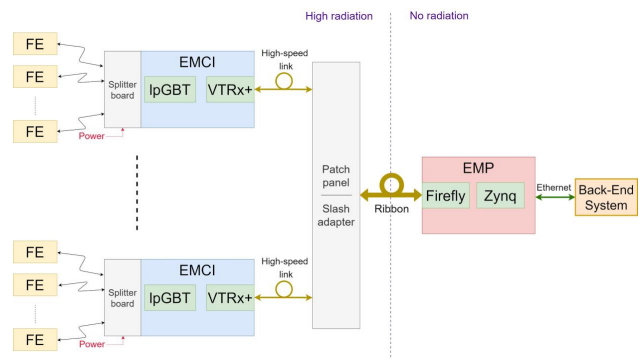 High radiation
No radiation
FE
FE
FE
Splitter
board
Power
EMCI
lpGBT
VTRx+
High-speed
link
Patch
panel
Slash
adapter
Ribbon
EMP
Firefly
Zynq
Ethernet
Back-End
System
FE
FE
FE
Splitter
board
Power
EMCI
lpGBT
VTRx+
High-speed
link